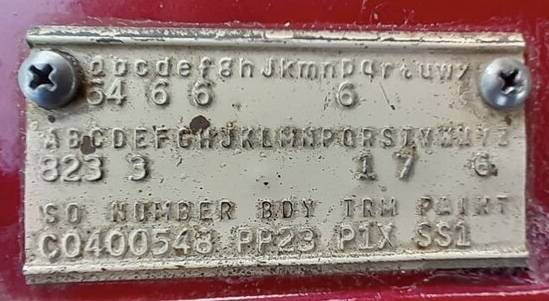 abcdefghJkmnpqrtuwz
54 6 6 6
ABCDEFGHJKLMNPQRSTVWXYZ
823 3 1 7 6
SO NUMBER BDY TRM PAINT
C0400548 PP23 P1X SS1